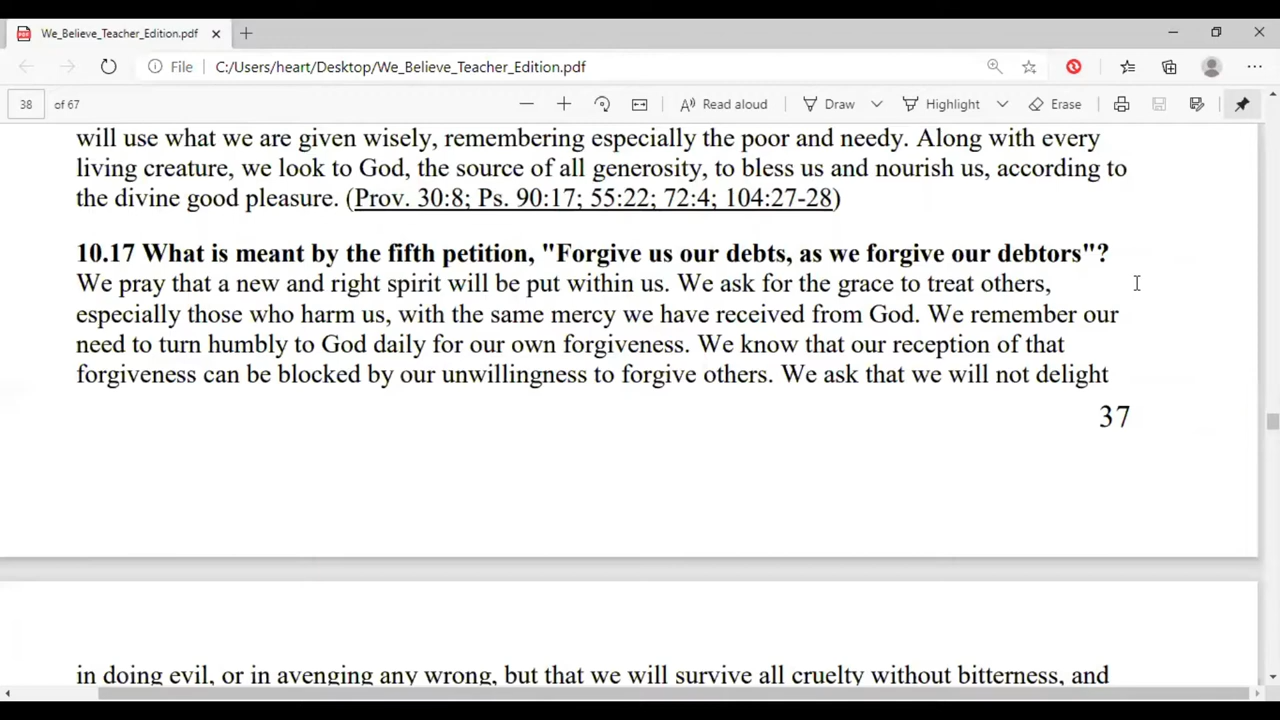 We_Believe_Teacher_Edition.pdf
File C:/Users/heart/Desktop/We_Believe_Teacher_Edition.pdf
38 of 67 Read aloud Draw Highlight Erase
will use what we are given wisely, remembering especially the poor and needy. Along with every
living creature, we look to God, the source of all generosity, to bless us and nourish us, according to
the divine good pleasure. (Prov. 30:8; Ps. 90:17; 55:22; 72:4; 104:27-28)
10.17 What is meant by the fifth petition, "Forgive us our debts, as we forgive our debtors"?
We pray that a new and right spirit will be put within us. We ask for the grace to treat others,
especially those who harm us, with the same mercy we have received from God. We remember our
need to turn humbly to God daily for our own forgiveness. We know that our reception of that
forgiveness can be blocked by our unwillingness to forgive others. We ask that we will not delight
37
in doing evil, or in avenging any wrong, but that we will survive all cruelty without bitterness, and